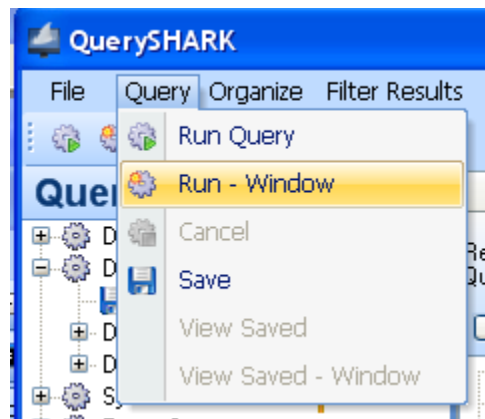 QuerySHARK
File Query Organize Filter Results
Run Query
Run - Window
Cancel
Save
View Saved
View Saved - Window